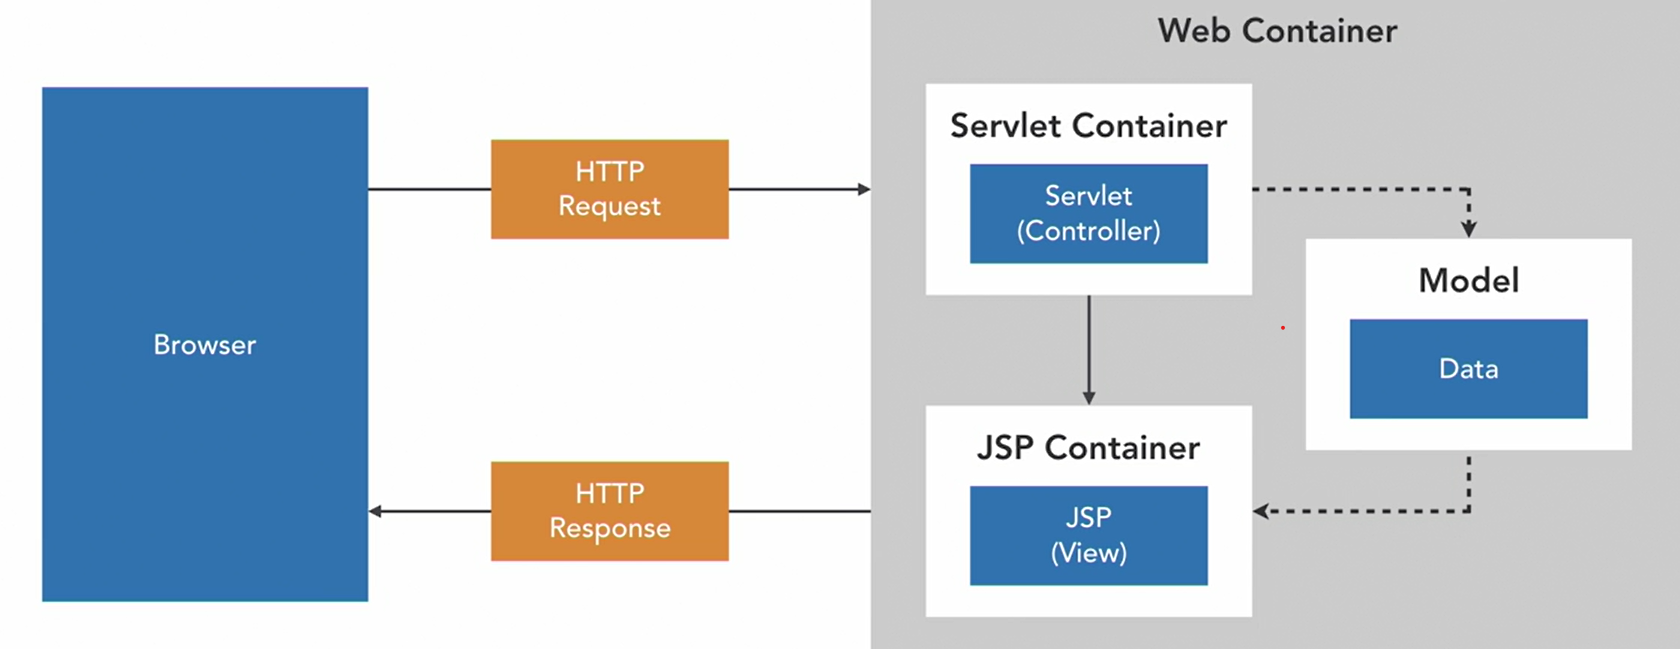 Web Container
Servlet Container
HTTP
Request
Servlet
(Controller)
Model
Browser
Data
JSP Container
HTTP
Response
JSP
(View)